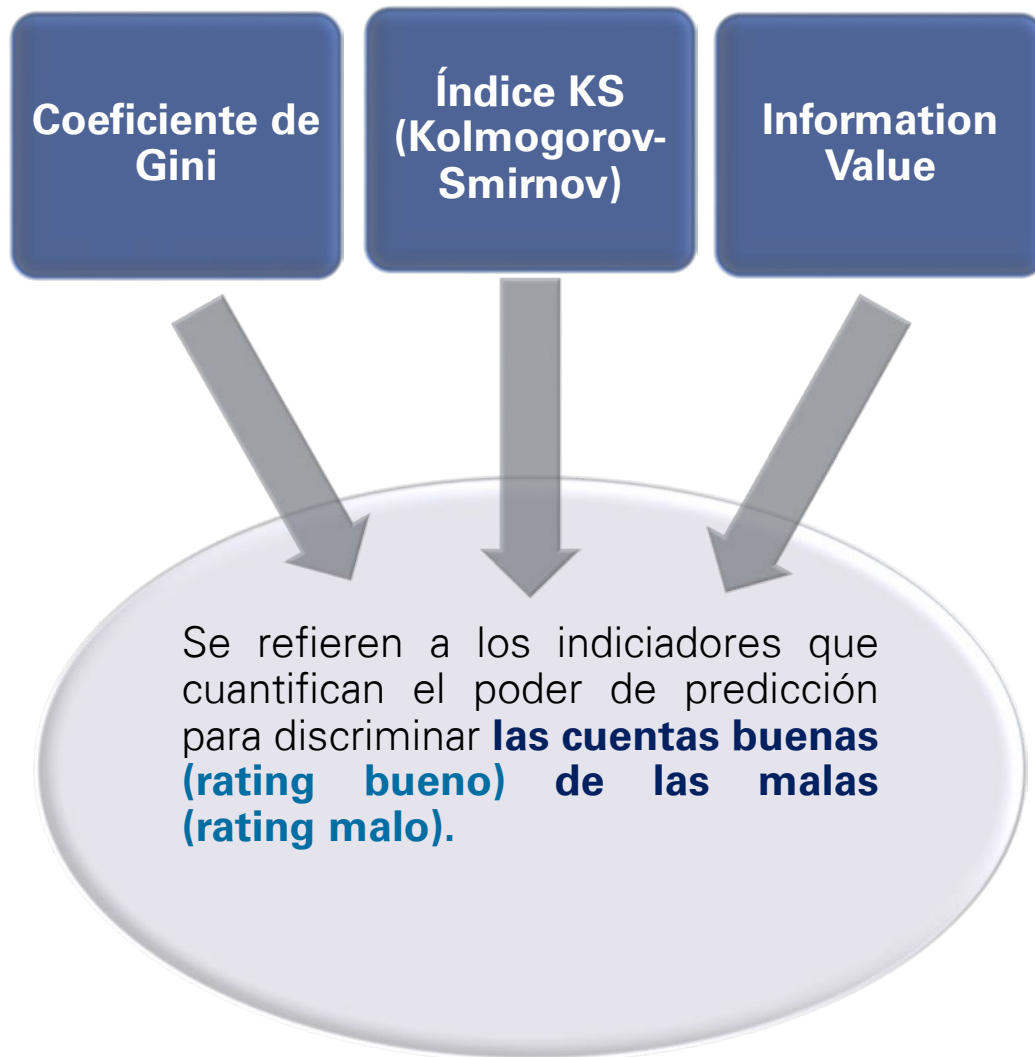 Coeficiente de
Gini
Índice KS
(Kolmogorov-
Smirnov)
Information
Value
Se refieren a los indiciadores que
cuantifican el poder de predicción
para discriminar las cuentas buenas
(rating bueno) de las malas
(rating malo).